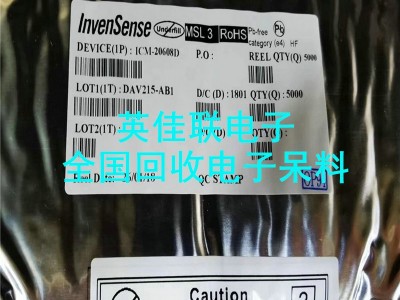 InvenSense
Underfill
MSL 3
RoHS
Pb-free
category (e4) HF
Pb
DEVICE(1P) : ICM-20608D
P.O :
REEL QTY(Q) 5000
LOT1(1T) : DAV215-AB1
D/C (D) : 1801
QTY(Q) : 5000
LOT2(1T)
英佳联电子
全国回收电子呆料
QC STAMP
Caution